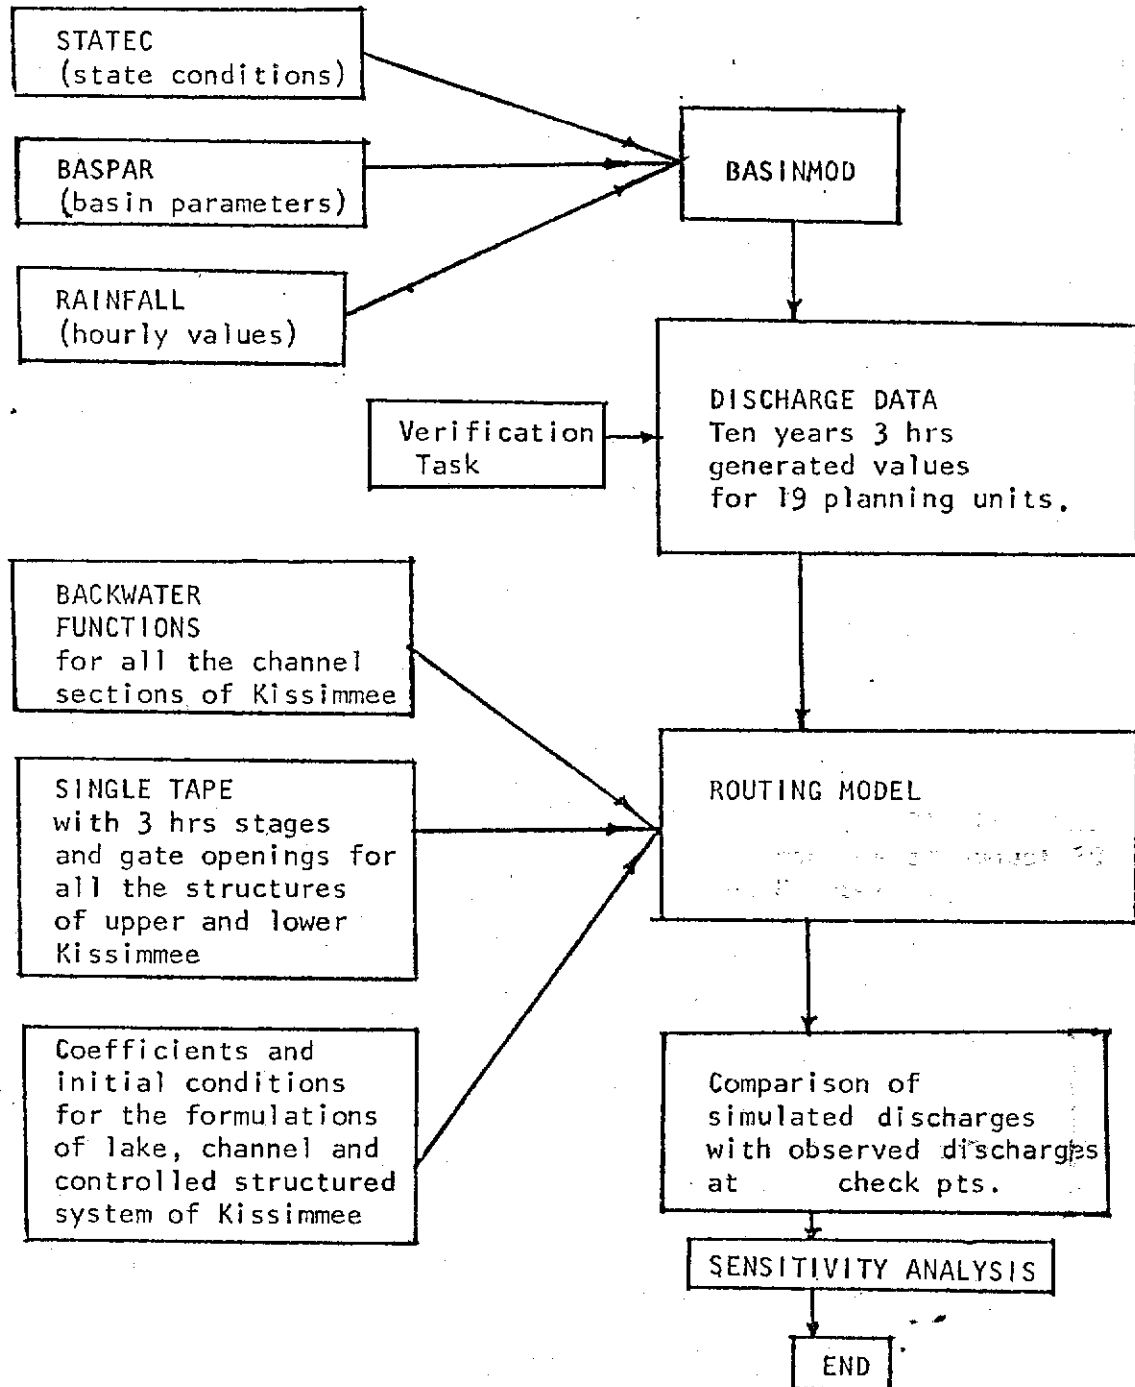 STATEC
(state conditions)
BASPAR
(basin parameters)
RAINFALL
(hourly values)
BASINMOD
Verification
Task
DISCHARGE DATA
Ten years 3 hrs
generated values
for 19 planning units.
BACKWATER
FUNCTIONS
for all the channel
sections of Kissimmee
SINGLE TAPE
with 3 hrs stages
and gate openings for
all the structures
of upper and lower
Kissimmee
Coefficients and
initial conditions
for the formulations
of lake, channel and
controlled structured
system of Kissimmee
ROUTING MODEL
Comparison of
simulated discharges
with observed discharges
at check pts.
SENSITIVITY ANALYSIS
END